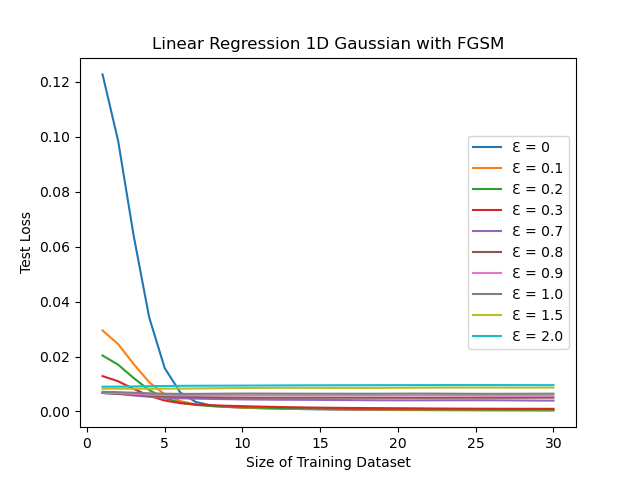 Linear Regression 1D Gaussian with FGSM
Test Loss
0.12
0.10
0.08
0.06
0.04
0.02
0.00
0 5 10 15 20 25 30
Size of Training Dataset
Ɛ = 0
Ɛ = 0.1
Ɛ = 0.2
Ɛ = 0.3
Ɛ = 0.7
Ɛ = 0.8
Ɛ = 0.9
Ɛ = 1.0
Ɛ = 1.5
Ɛ = 2.0